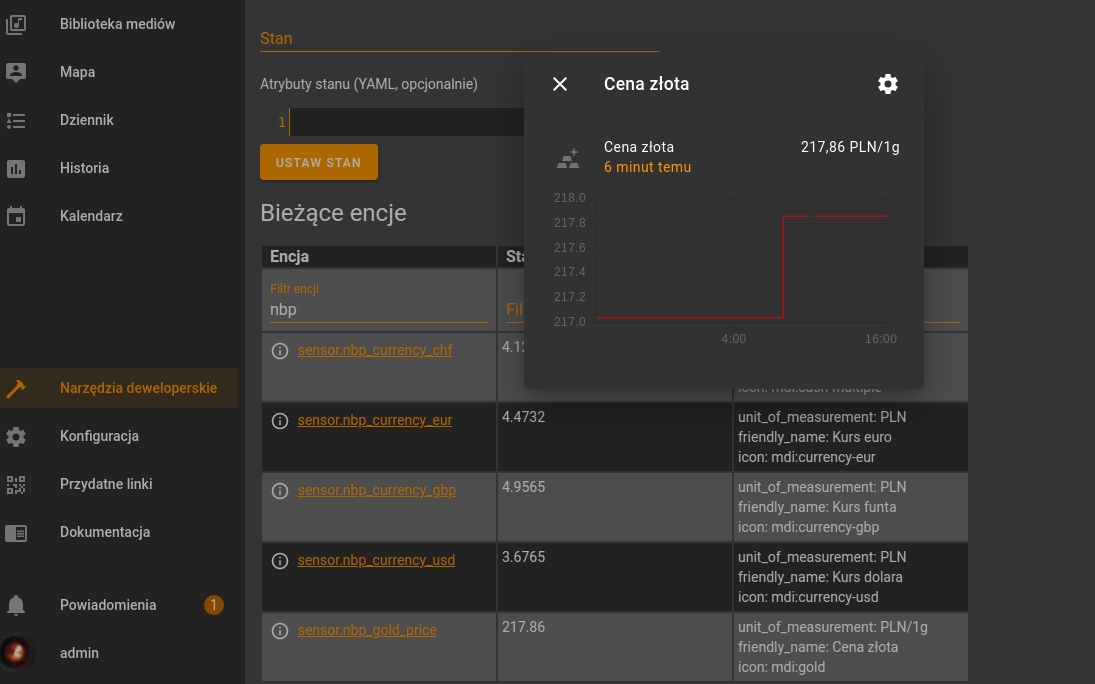 Biblioteka mediów
Mapa
Dziennik
Historia
Kalendarz
Narzędzia deweloperskie
Konfiguracja
Przydatne linki
Dokumentacja
Powiadomienia 1
admin
Stan
Atrybuty stanu (YAML, opcjonalnie)
1
USTAW STAN
Bieżące encje
Encja
Filtr encji
nbp
sensor.nbp_currency_chf 4.12
icon: mdi:cash-multiple
sensor.nbp_currency_eur 4.4732
unit_of_measurement: PLN
friendly_name: Kurs euro
icon: mdi:currency-eur
sensor.nbp_currency_gbp 4.9565
unit_of_measurement: PLN
friendly_name: Kurs funta
icon: mdi:currency-gbp
sensor.nbp_currency_usd 3.6765
unit_of_measurement: PLN
friendly_name: Kurs dolara
icon: mdi:currency-usd
sensor.nbp_gold_price 217.86
unit_of_measurement: PLN/1g
friendly_name: Cena złota
icon: mdi:gold
Cena złota
Cena złota 217,86 PLN/1g
6 minut temu
218.0
217.8
217.6
217.4
217.2
217.0
4:00 16:00